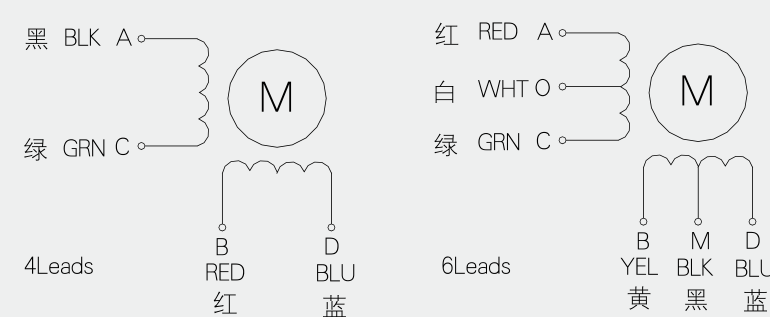 黑 BLK A
M
绿 GRN C
B D
RED BLU
红 蓝
4Leads
红 RED A
白 WHT O
M
绿 GRN C
B M D
YEL BLK BLU
黄 黑 蓝
6Leads